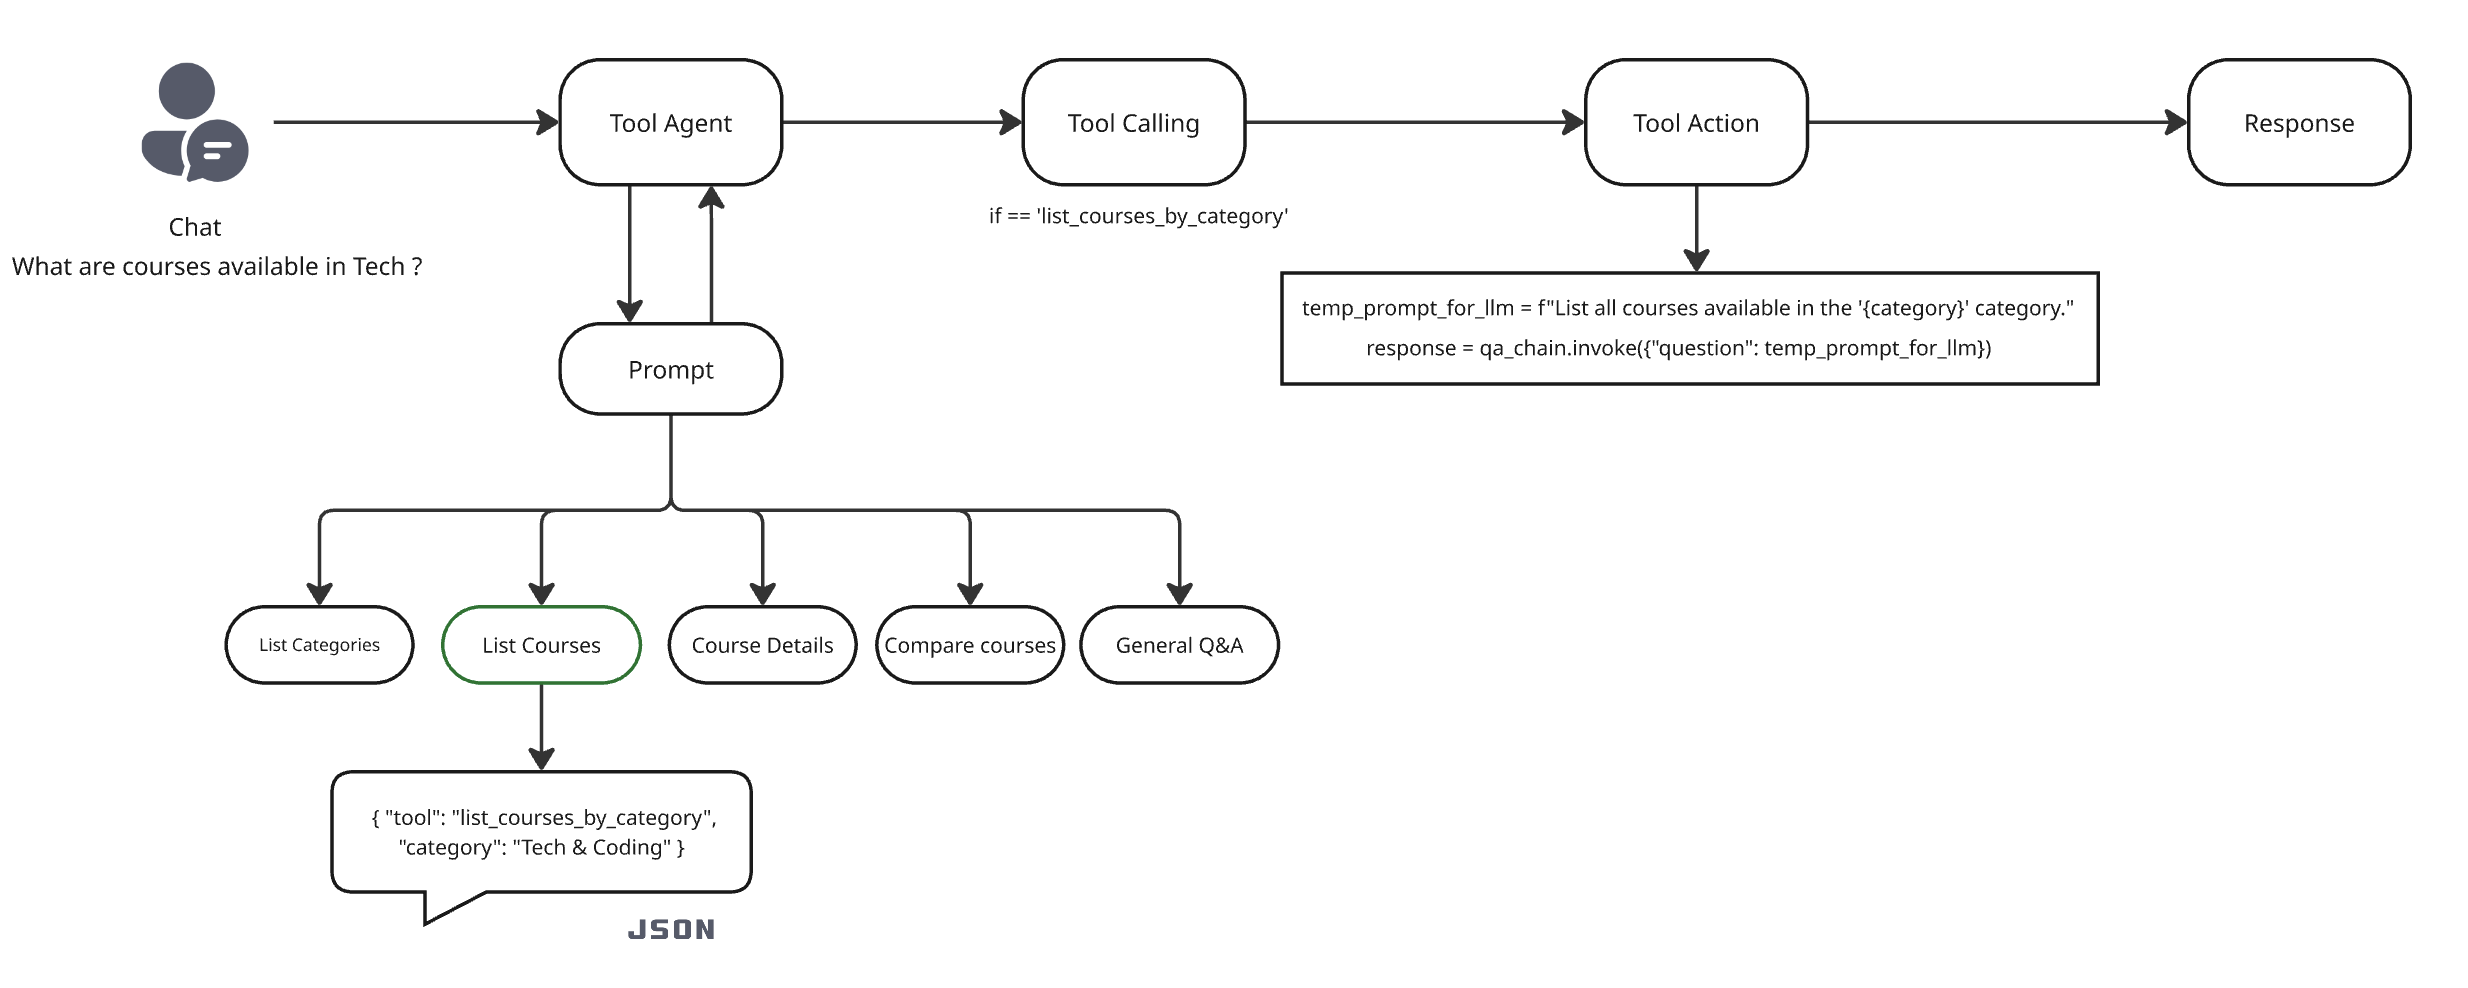 Tool Agent
Tool Calling
Tool Action
Response
Chat
What are courses available in Tech ?
if == 'list_courses_by_category'
temp_prompt_for_llm = f"List all courses available in the '{category}' category."
response = qa_chain.invoke({"question": temp_prompt_for_llm})
Prompt
List Categories
List Courses
Course Details
Compare courses
General Q&A
{ "tool": "list_courses_by_category",
"category": "Tech & Coding" }
JSON